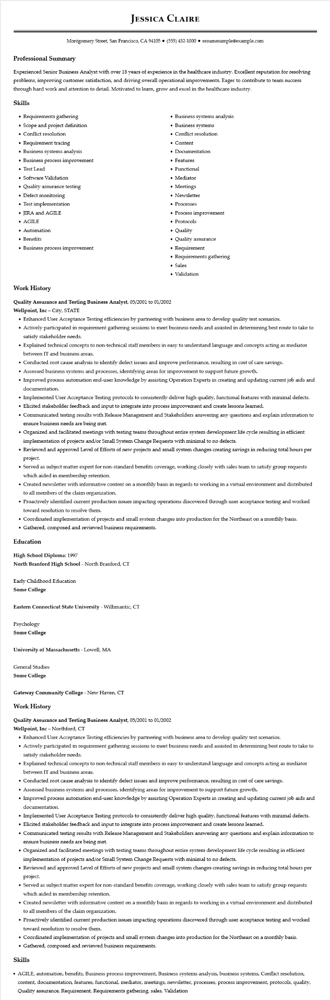 Jessica Claire
Montgomery Street, San Francisco, CA 94105 ● (555) 432-1000 ● resumesample@example.com
Professional Summary
Experienced Senior Business Analyst with over 18 years of experience in the healthcare industry. Excellent reputation for resolving
problems, improving customer satisfaction, and driving overall operational improvements. Eager to contribute to team success
through hard work and attention to detail. Motivated to learn, grow and excel in the healthcare industry.
Skills
• Requirements gathering
• Scope and project definition
• Conflict resolution
• Requirement tracing
• Business systems analysis
• Business process improvement
• Test Lead
• Software Validation
• Quality assurance testing
• Defect monitoring
• Test implementation
• JIRA and AGILE
• AGILE
• Automation
• Benefits
• Business process improvement
• Business systems analysis
• Business systems
• Conflict resolution
• Content
• Documentation
• Features
• Functional
• Mediator
• Meetings
• Newsletter
• Processes
• Process improvement
• Protocols
• Quality
• Quality assurance
• Requirement
• Requirements gathering
• Sales
• Validation
Work History
Quality Assurance and Testing Business Analyst, 05/2001 to 01/2002
Wellpoint, Inc – City, STATE
• Enhanced User Acceptance Testing efficiencies by partnering with business area to develop quality test scenarios.
• Actively participated in requirement gathering sessions to meet business needs and assisted in determining best route to take to
satisfy stakeholder needs.
• Explained technical concepts to non-technical staff members in easy to understand language and concepts acting as mediator
between IT and business areas.
• Conducted root cause analysis to identify defect issues and improve performance, resulting in cost of care savings.
• Assessed business systems and processes, identifying areas for improvement to support future growth.
• Improved process automation end-user knowledge by assisting Operation Experts in creating and updating current job aids and
documentation.
• Implemented User Acceptance Testing protocols to consistently deliver high quality, functional features with minimal defects.
• Elicited stakeholder feedback and input to integrate into process improvement and create lessons learned.
• Communicated testing results with Release Management and Stakeholders answering any questions and explain information to
ensure business needs are being met.
• Organized and facilitated meetings with testing teams throughout entire system development life cycle resulting in efficient
implementation of projects and/or Small System Change Requests with minimal to no defects.
• Reviewed and approved Level of Efforts of new projects and small system changes creating savings in reducing total hours per
project.
• Served as subject matter expert for non-standard benefits coverage, working closely with sales team to satisfy group requests
which aided in membership retention.
• Created newsletter with informative content on a monthly basis in regards to working in a virtual environment and distributed
to all members of the claim organization.
• Proactively identified current production issues impacting operations discovered through user acceptance testing and worked
toward resolution to resolve them.
• Coordinated implementation of projects and small system changes into production for the Northeast on a monthly basis.
• Gathered, composed and reviewed business requirements.
Education
High School Diploma: 1997
North Branford High School - North Branford, CT
Early Childhood Education
Some College
Eastern Connecticut State University - Willimantic, CT
Psychology
Some College
University of Massachusetts - Lowell, MA
General Studies
Some College
Gateway Community College - New Haven, CT
Work History
Quality Assurance and Testing Business Analyst, 05/2001 to 01/2002
Wellpoint, Inc – Northford, CT
• Enhanced User Acceptance Testing efficiencies by partnering with business area to develop quality test scenarios.
• Actively participated in requirement gathering sessions to meet business needs and assisted in determining best route to take to
satisfy stakeholder needs.
• Explained technical concepts to non-technical staff members in easy to understand language and concepts acting as mediator
between IT and business areas.
• Conducted root cause analysis to identify defect issues and improve performance, resulting in cost of care savings.
• Assessed business systems and processes, identifying areas for improvement to support future growth.
• Improved process automation end-user knowledge by assisting Operation Experts in creating and updating current job aids and
documentation.
• Implemented User Acceptance Testing protocols to consistently deliver high quality, functional features with minimal defects.
• Elicited stakeholder feedback and input to integrate into process improvement and create lessons learned.
• Communicated testing results with Release Management and Stakeholders answering any questions and explain information to
ensure business needs are being met.
• Organized and facilitated meetings with testing teams throughout entire system development life cycle resulting in efficient
implementation of projects and/or Small System Change Requests with minimal to no defects.
• Reviewed and approved Level of Efforts of new projects and small system changes creating savings in reducing total hours per
project.
• Served as subject matter expert for non-standard benefits coverage, working closely with sales team to satisfy group requests
which aided in membership retention.
• Created newsletter with informative content on a monthly basis in regards to working in a virtual environment and distributed
to all members of the claim organization.
• Proactively identified current production issues impacting operations discovered through user acceptance testing and worked
toward resolution to resolve them.
• Coordinated implementation of projects and small system changes into production for the Northeast on a monthly basis.
• Gathered, composed and reviewed business requirements.
Skills
• AGILE, automation, benefits, Business process improvement, Business systems analysis, business systems, Conflict resolution,
content, documentation, features, functional, mediator, meetings, newsletter, processes, process improvement, protocols, quality,
Quality assurance, Requirement, Requirements gathering, sales, Validation